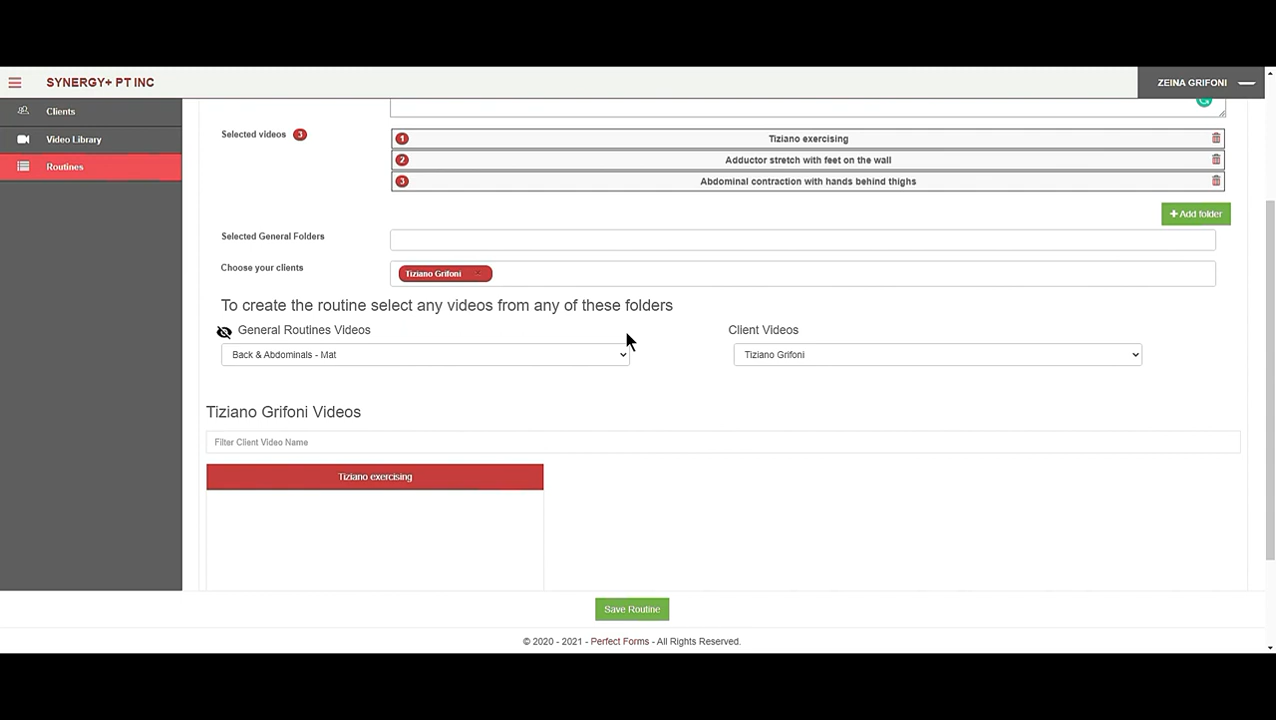 SYNERGY+ PT INC
ZEINA GRIFONI
Clients
Video Library
Routines
Selected videos 3
1 Tiziano exercising
2 Adductor stretch with feet on the wall
3 Abdominal contraction with hands behind thighs
+ Add folder
Selected General Folders
Choose your clients
Tiziano Grifoni ×
To create the routine select any videos from any of these folders
General Routines Videos
Client Videos
Back & Abdominals - Mat
Tiziano Grifoni
Tiziano Grifoni Videos
Filter Client Video Name
Tiziano exercising
Save Routine
© 2020 - 2021 - Perfect Forms - All Rights Reserved.